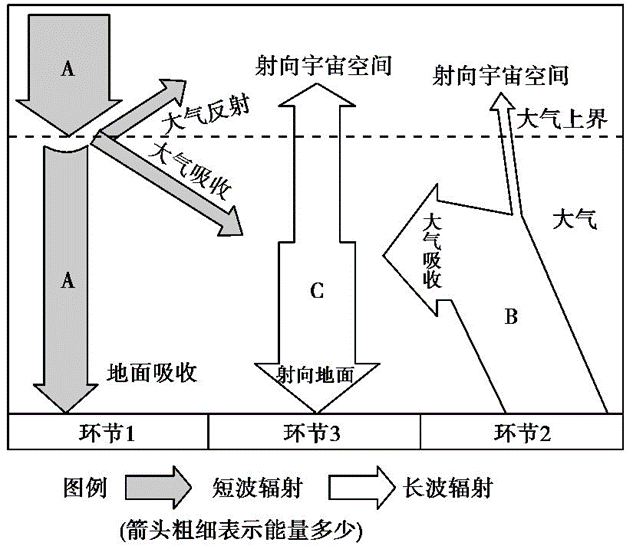 A
大气反射
大气吸收
A
地面吸收
射向宇宙空间
C
射向地面
射向宇宙空间
大气上界
大气
大气吸收
B
环节1
环节3
环节2
图例
短波辐射
长波辐射
(箭头粗细表示能量多少)